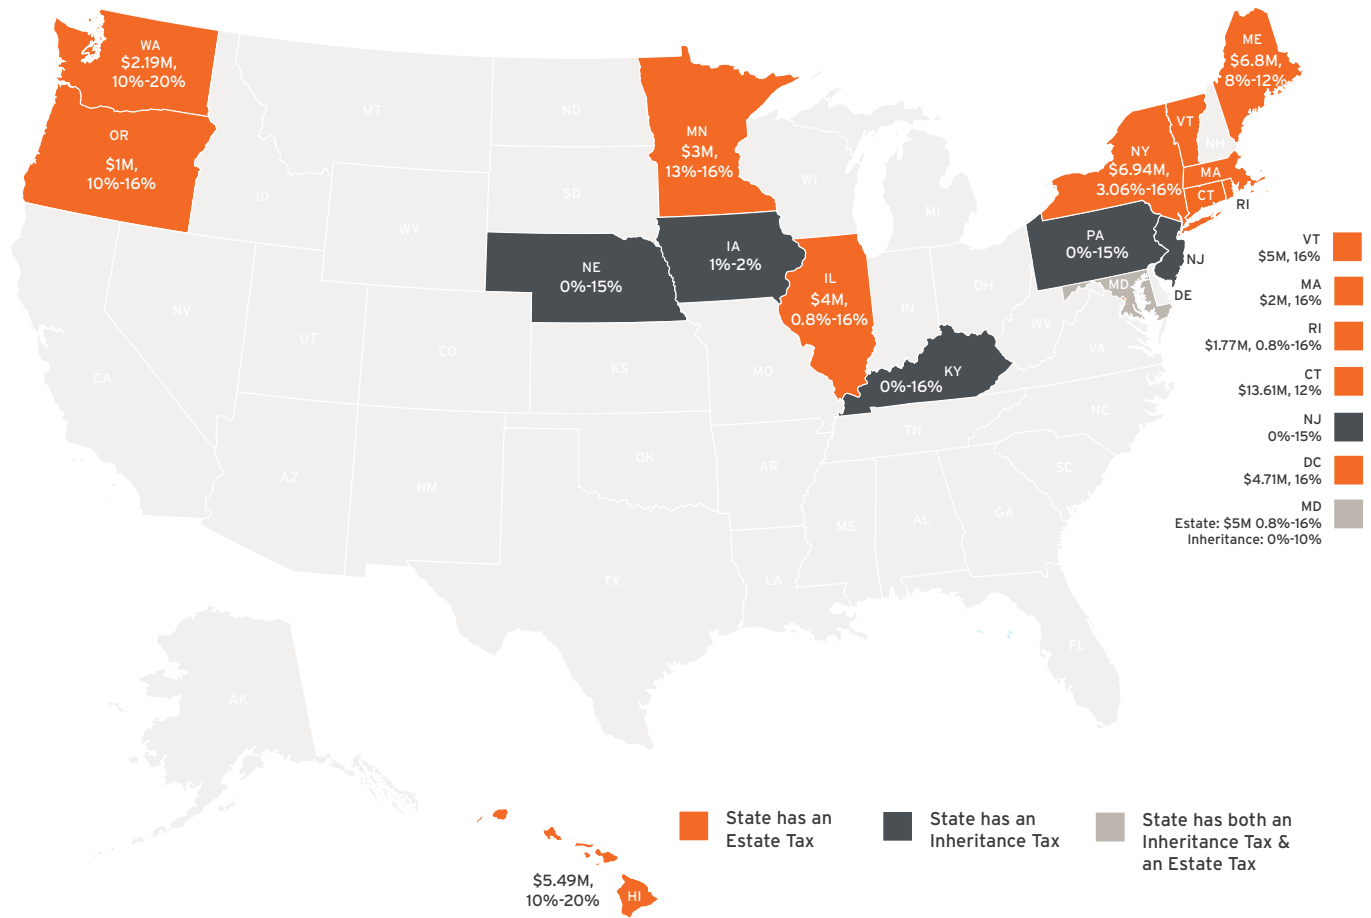 WA
$2.19M,
10%-20%
OR
$1M,
10%-16%
MT
ID
WY
NV
UT
CA
AZ
CO
NM
ND
SD
NE
0%-15%
KS
OK
TX
MN
$3M,
13%-16%
IA
1%-2%
MO
AR
LA
WI
IL
$4M,
0.8%-16%
MI
IN
OH
KY
0%-16%
TN
MS
AL
GA
FL
SC
NC
VA
WV
PA
0%-15%
NY
$6.94M,
3.06%-16%
VT
NH
ME
$6.8M,
8%-12%
MA
CT
RI
NJ
DE
MD
VT
$5M, 16%
MA
$2M, 16%
RI
$1.77M, 0.8%-16%
CT
$13.61M, 12%
NJ
0%-15%
DC
$4.71M, 16%
MD
Estate: $5M 0.8%-16%
Inheritance: 0%-10%
AK
HI
$5.49M,
10%-20%
State has an
Estate Tax
State has an
Inheritance Tax
State has both an
Inheritance Tax &
an Estate Tax